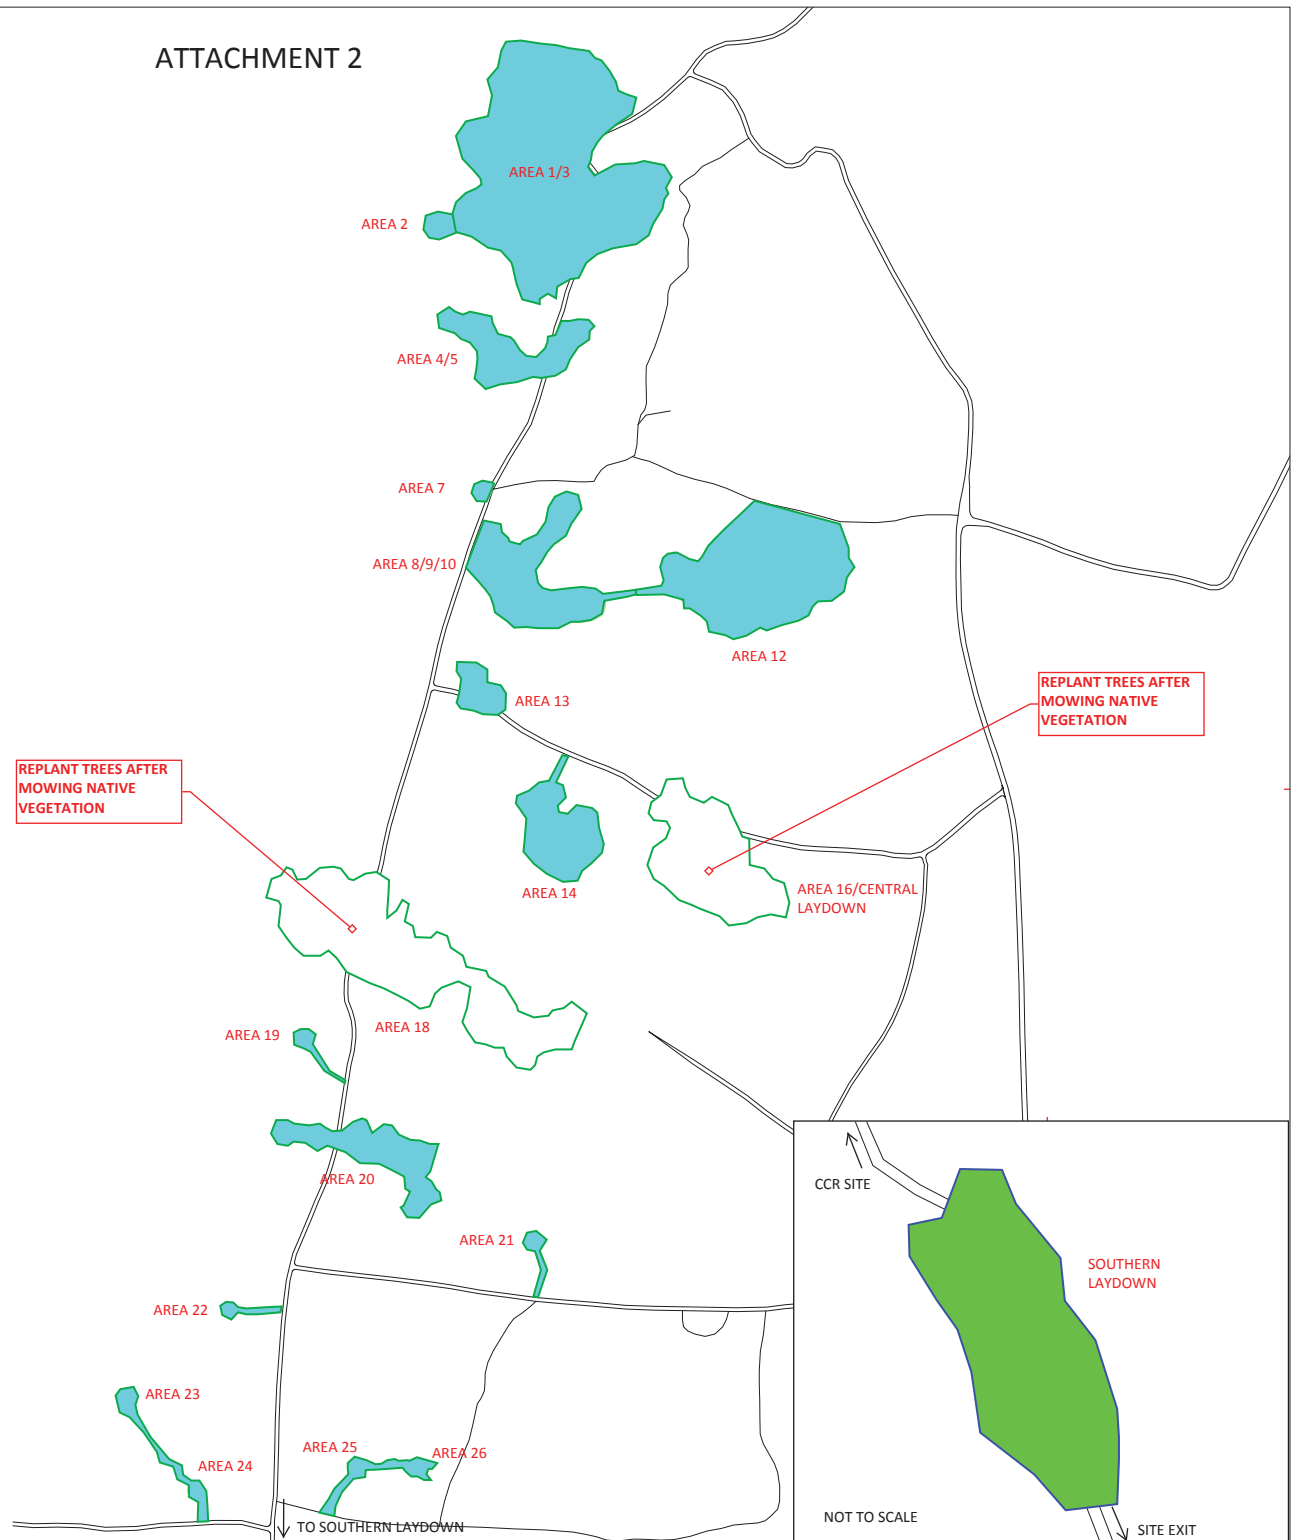 ATTACHMENT 2
AREA 1/3
AREA 2
AREA 4/5
AREA 7
AREA 8/9/10
AREA 12
REPLANT TREES AFTER
MOWING NATIVE
VEGETATION
AREA 13
REPLANT TREES AFTER
MOWING NATIVE
VEGETATION
AREA 14
AREA 16/CENTRAL
LAYDOWN
AREA 18
AREA 19
AREA 20
CCR SITE
AREA 21
SOUTHERN
LAYDOWN
AREA 22
AREA 23
AREA 25
AREA 26
AREA 24
NOT TO SCALE
TO SOUTHERN LAYDOWN
SITE EXIT